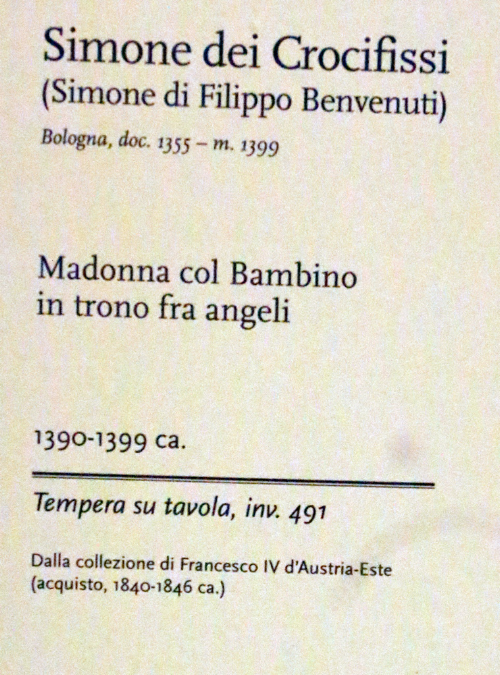 Simone dei Crocifissi
(Simone di Filippo Benvenuti)
Bologna, doc. 1355 – m. 1399
Madonna col Bambino
in trono fra angeli
1390-1399 ca.
Tempera su tavola, inv. 491
Dalla collezione di Francesco IV d'Austria-Este
(acquisto, 1840-1846 ca.)